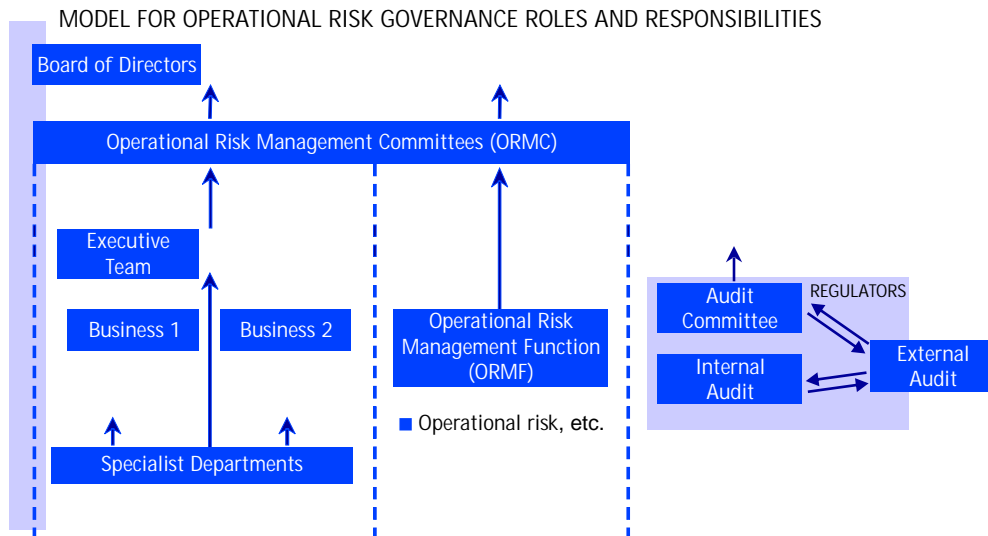 MODEL FOR OPERATIONAL RISK GOVERNANCE ROLES AND RESPONSIBILITIES
Board of Directors
Operational Risk Management Committees (ORMC)
Executive
Team
Business 1
Business 2
Operational Risk
Management Function
(ORMF)
Operational risk, etc.
Specialist Departments
Audit
Committee
REGULATORS
Internal
Audit
External
Audit